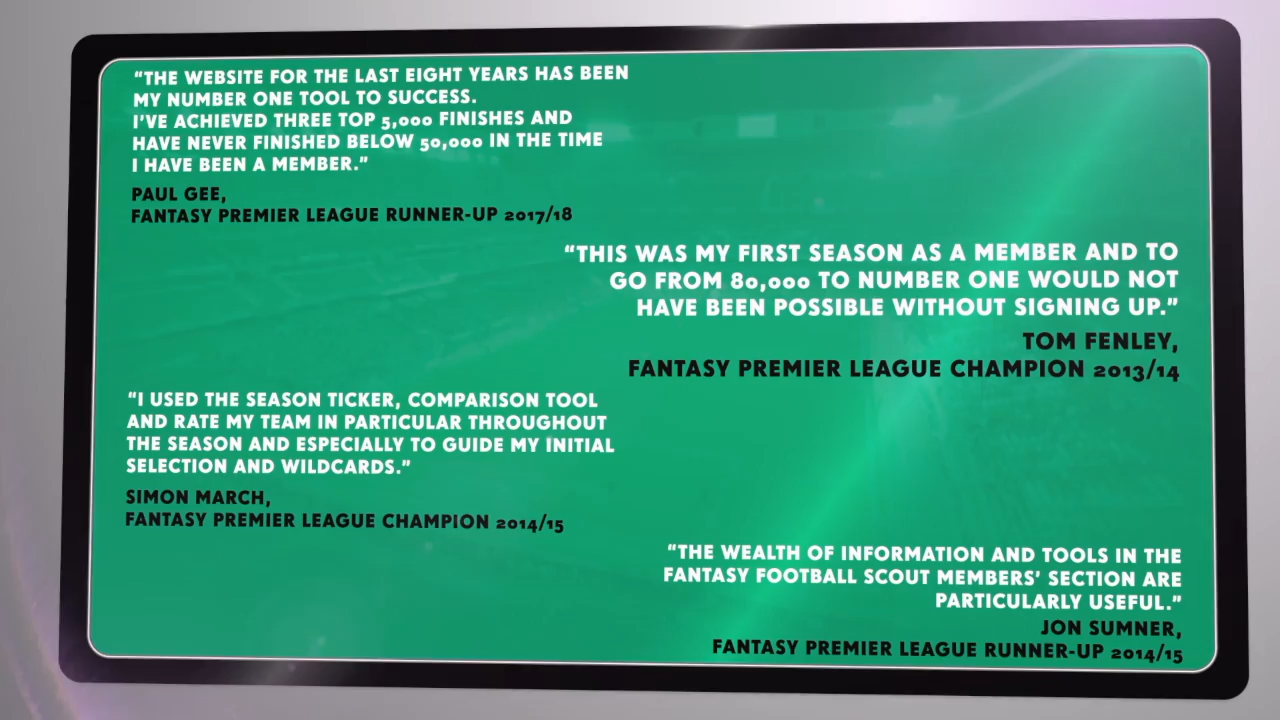 “THE WEBSITE FOR THE LAST EIGHT YEARS HAS BEEN
MY NUMBER ONE TOOL TO SUCCESS.
I’VE ACHIEVED THREE TOP 5,000 FINISHES AND
HAVE NEVER FINISHED BELOW 50,000 IN THE TIME
I HAVE BEEN A MEMBER.”
PAUL GEE,
FANTASY PREMIER LEAGUE RUNNER-UP 2017/18
“THIS WAS MY FIRST SEASON AS A MEMBER AND TO
GO FROM 80,000 TO NUMBER ONE WOULD NOT
HAVE BEEN POSSIBLE WITHOUT SIGNING UP.”
TOM FENLEY,
FANTASY PREMIER LEAGUE CHAMPION 2013/14
“I USED THE SEASON TICKER, COMPARISON TOOL
AND RATE MY TEAM IN PARTICULAR THROUGHOUT
THE SEASON AND ESPECIALLY TO GUIDE MY INITIAL
SELECTION AND WILDCARDS.”
SIMON MARCH,
FANTASY PREMIER LEAGUE CHAMPION 2014/15
“THE WEALTH OF INFORMATION AND TOOLS IN THE
FANTASY FOOTBALL SCOUT MEMBERS’ SECTION ARE
PARTICULARLY USEFUL.”
JON SUMNER,
FANTASY PREMIER LEAGUE RUNNER-UP 2014/15